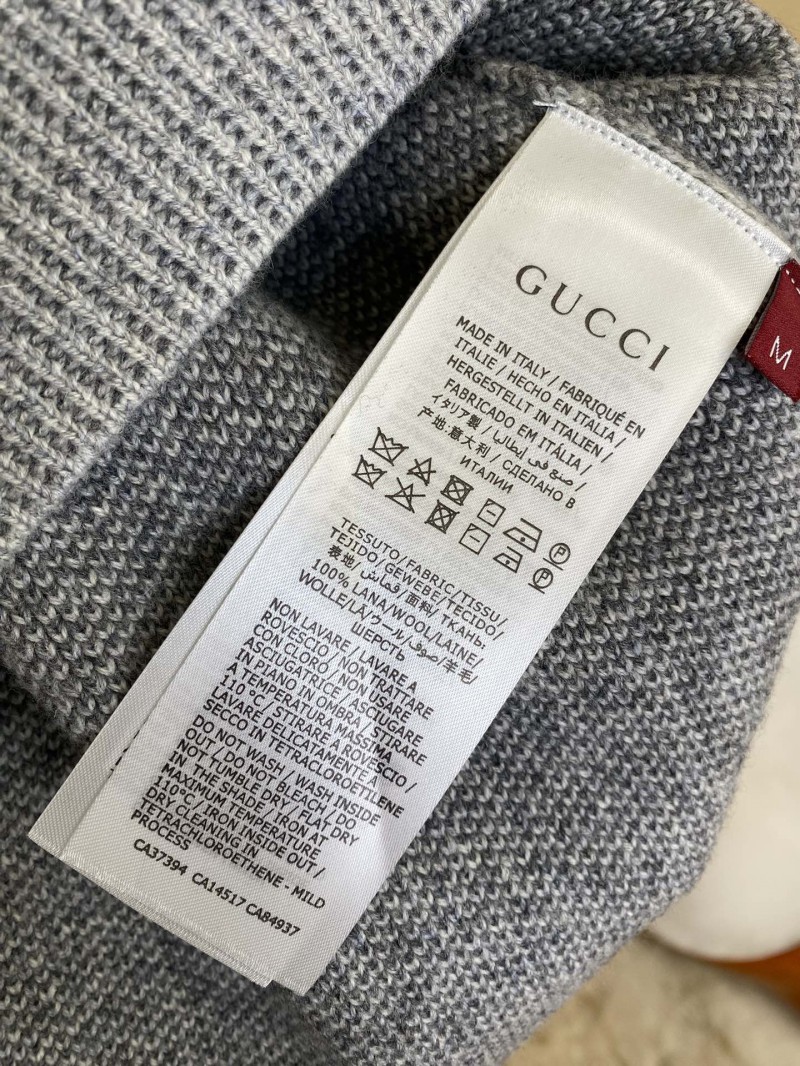 GUCCI
MADE IN ITALY / FABRIQUÉ EN
ITALIE / HECHO EN ITALIA /
HERGESTELLT IN ITALIEN /
FABRICADO EM ITÁLIA /
イタリア製 / صنع في ايطاليا /
产地:意大利 / СДЕЛАНО В
ИТАЛИИ
P
P
TESSUTO/FABRIC/TISSU/
TEJIDO/GEWEBE/TECIDO/
表地/قماش/面料/ ТКАНЬ:
100% LANA/WOOL/LAINE/
WOLLE/LÃ/ウール/صوف/羊毛/
ШЕРСТЬ
NON LAVARE / LAVARE A
ROVESCIO / NON TRATTARE
CON CLORO / NON USARE
ASCIUGATRICE /ASCIUGARE
IN PIANO IN OMBRA /STIRARE
A TEMPERATURA MASSIMA
110 C / STIRARE A ROVESCIO /
LAVARE DELICATAMENTE A
SECCO IN TETRACLOROETILENE
DO NOT WASH / WASH INSIDE
OUT / DO NOT BLEACH / DO
NOT TUMBLE DRY / FLAT DRY
IN THE SHADE / IRON AT
MAXIMUM TEMPERATURE
110°C / IRON INSIDE OUT /
DRY CLEANING IN
TETRACHLOROETHENE - MILD
PROCESS
CA37394 CA14517 CA84937
M